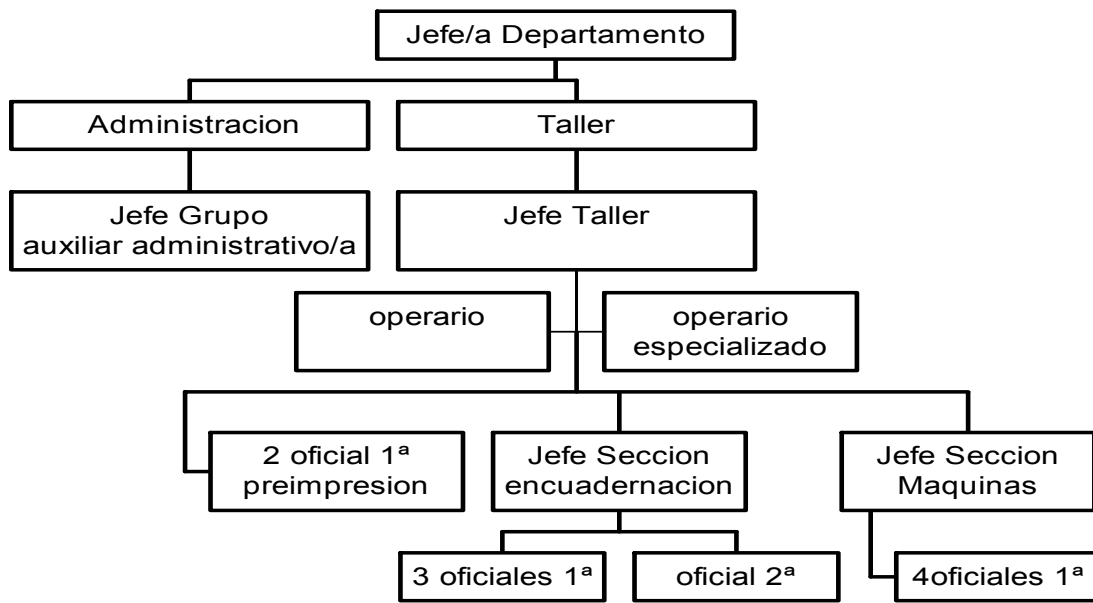 Jefe/a Departamento
Administracion
Taller
Jefe Grupo
auxiliar administrativo/a
Jefe Taller
operario
operario
especializado
2 oficial 1ª
preimpresion
Jefe Seccion
encuadernacion
Jefe Seccion
Maquinas
3 oficiales 1ª
oficial 2ª
4oficiales 1ª